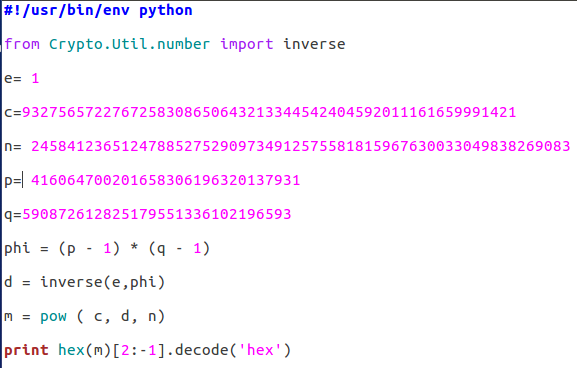 #!/usr/bin/env python
from Crypto.Util.number import inverse
e= 1
c=9327565722767258308650643213344542404592011161659991421
n= 245841236512478852752909734912575581815967630033049838269083
p= 416064700201658306196320137931
q=590872612825179551336102196593
phi = (p - 1) * (q - 1)
d = inverse(e,phi)
m = pow ( c, d, n)
print hex(m)[2:-1].decode('hex')